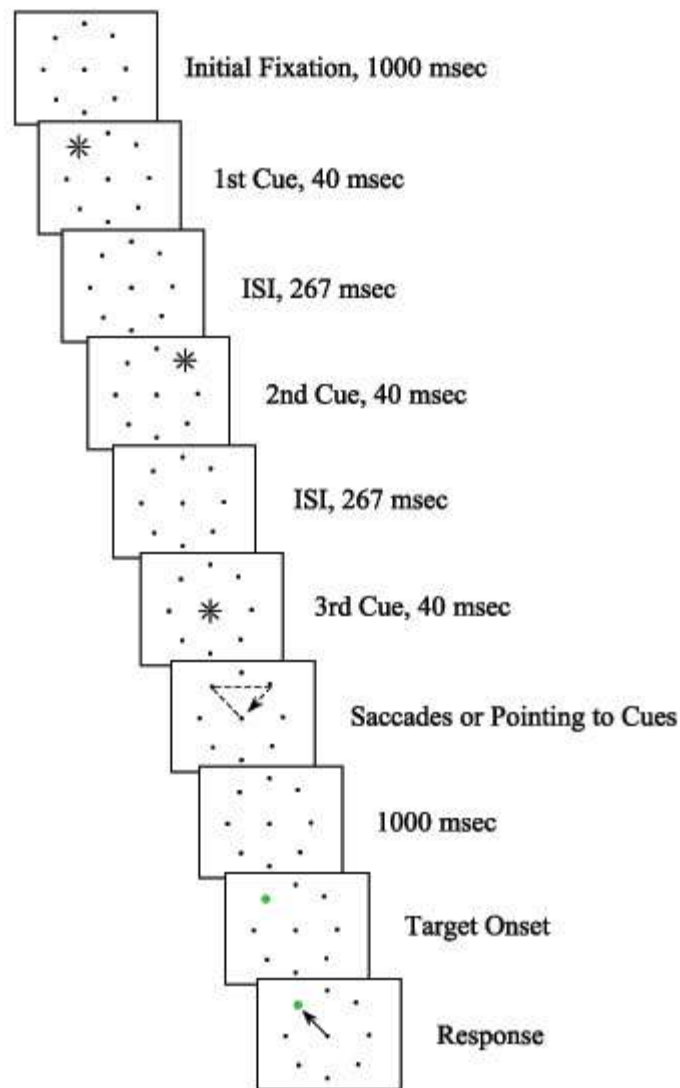 Initial Fixation, 1000 msec
1st Cue, 40 msec
ISI, 267 msec
2nd Cue, 40 msec
ISI, 267 msec
3rd Cue, 40 msec
Saccades or Pointing to Cues
1000 msec
Target Onset
Response